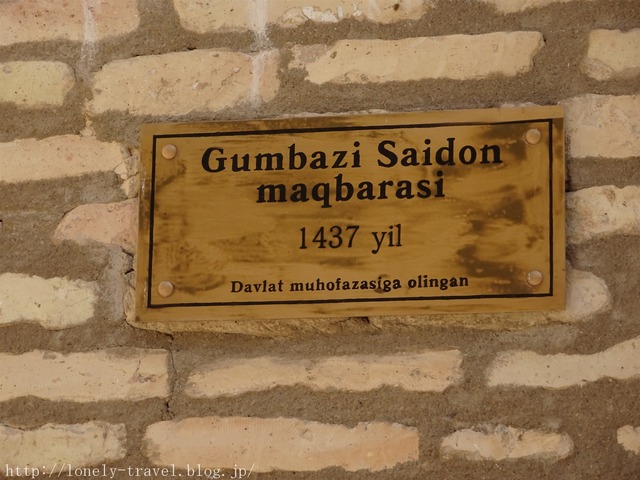 Gumbazi Saidon
maqbarasi
1437 yil
Davlat muhofazasiga olingan
http://lonely-travel.blog.jp/